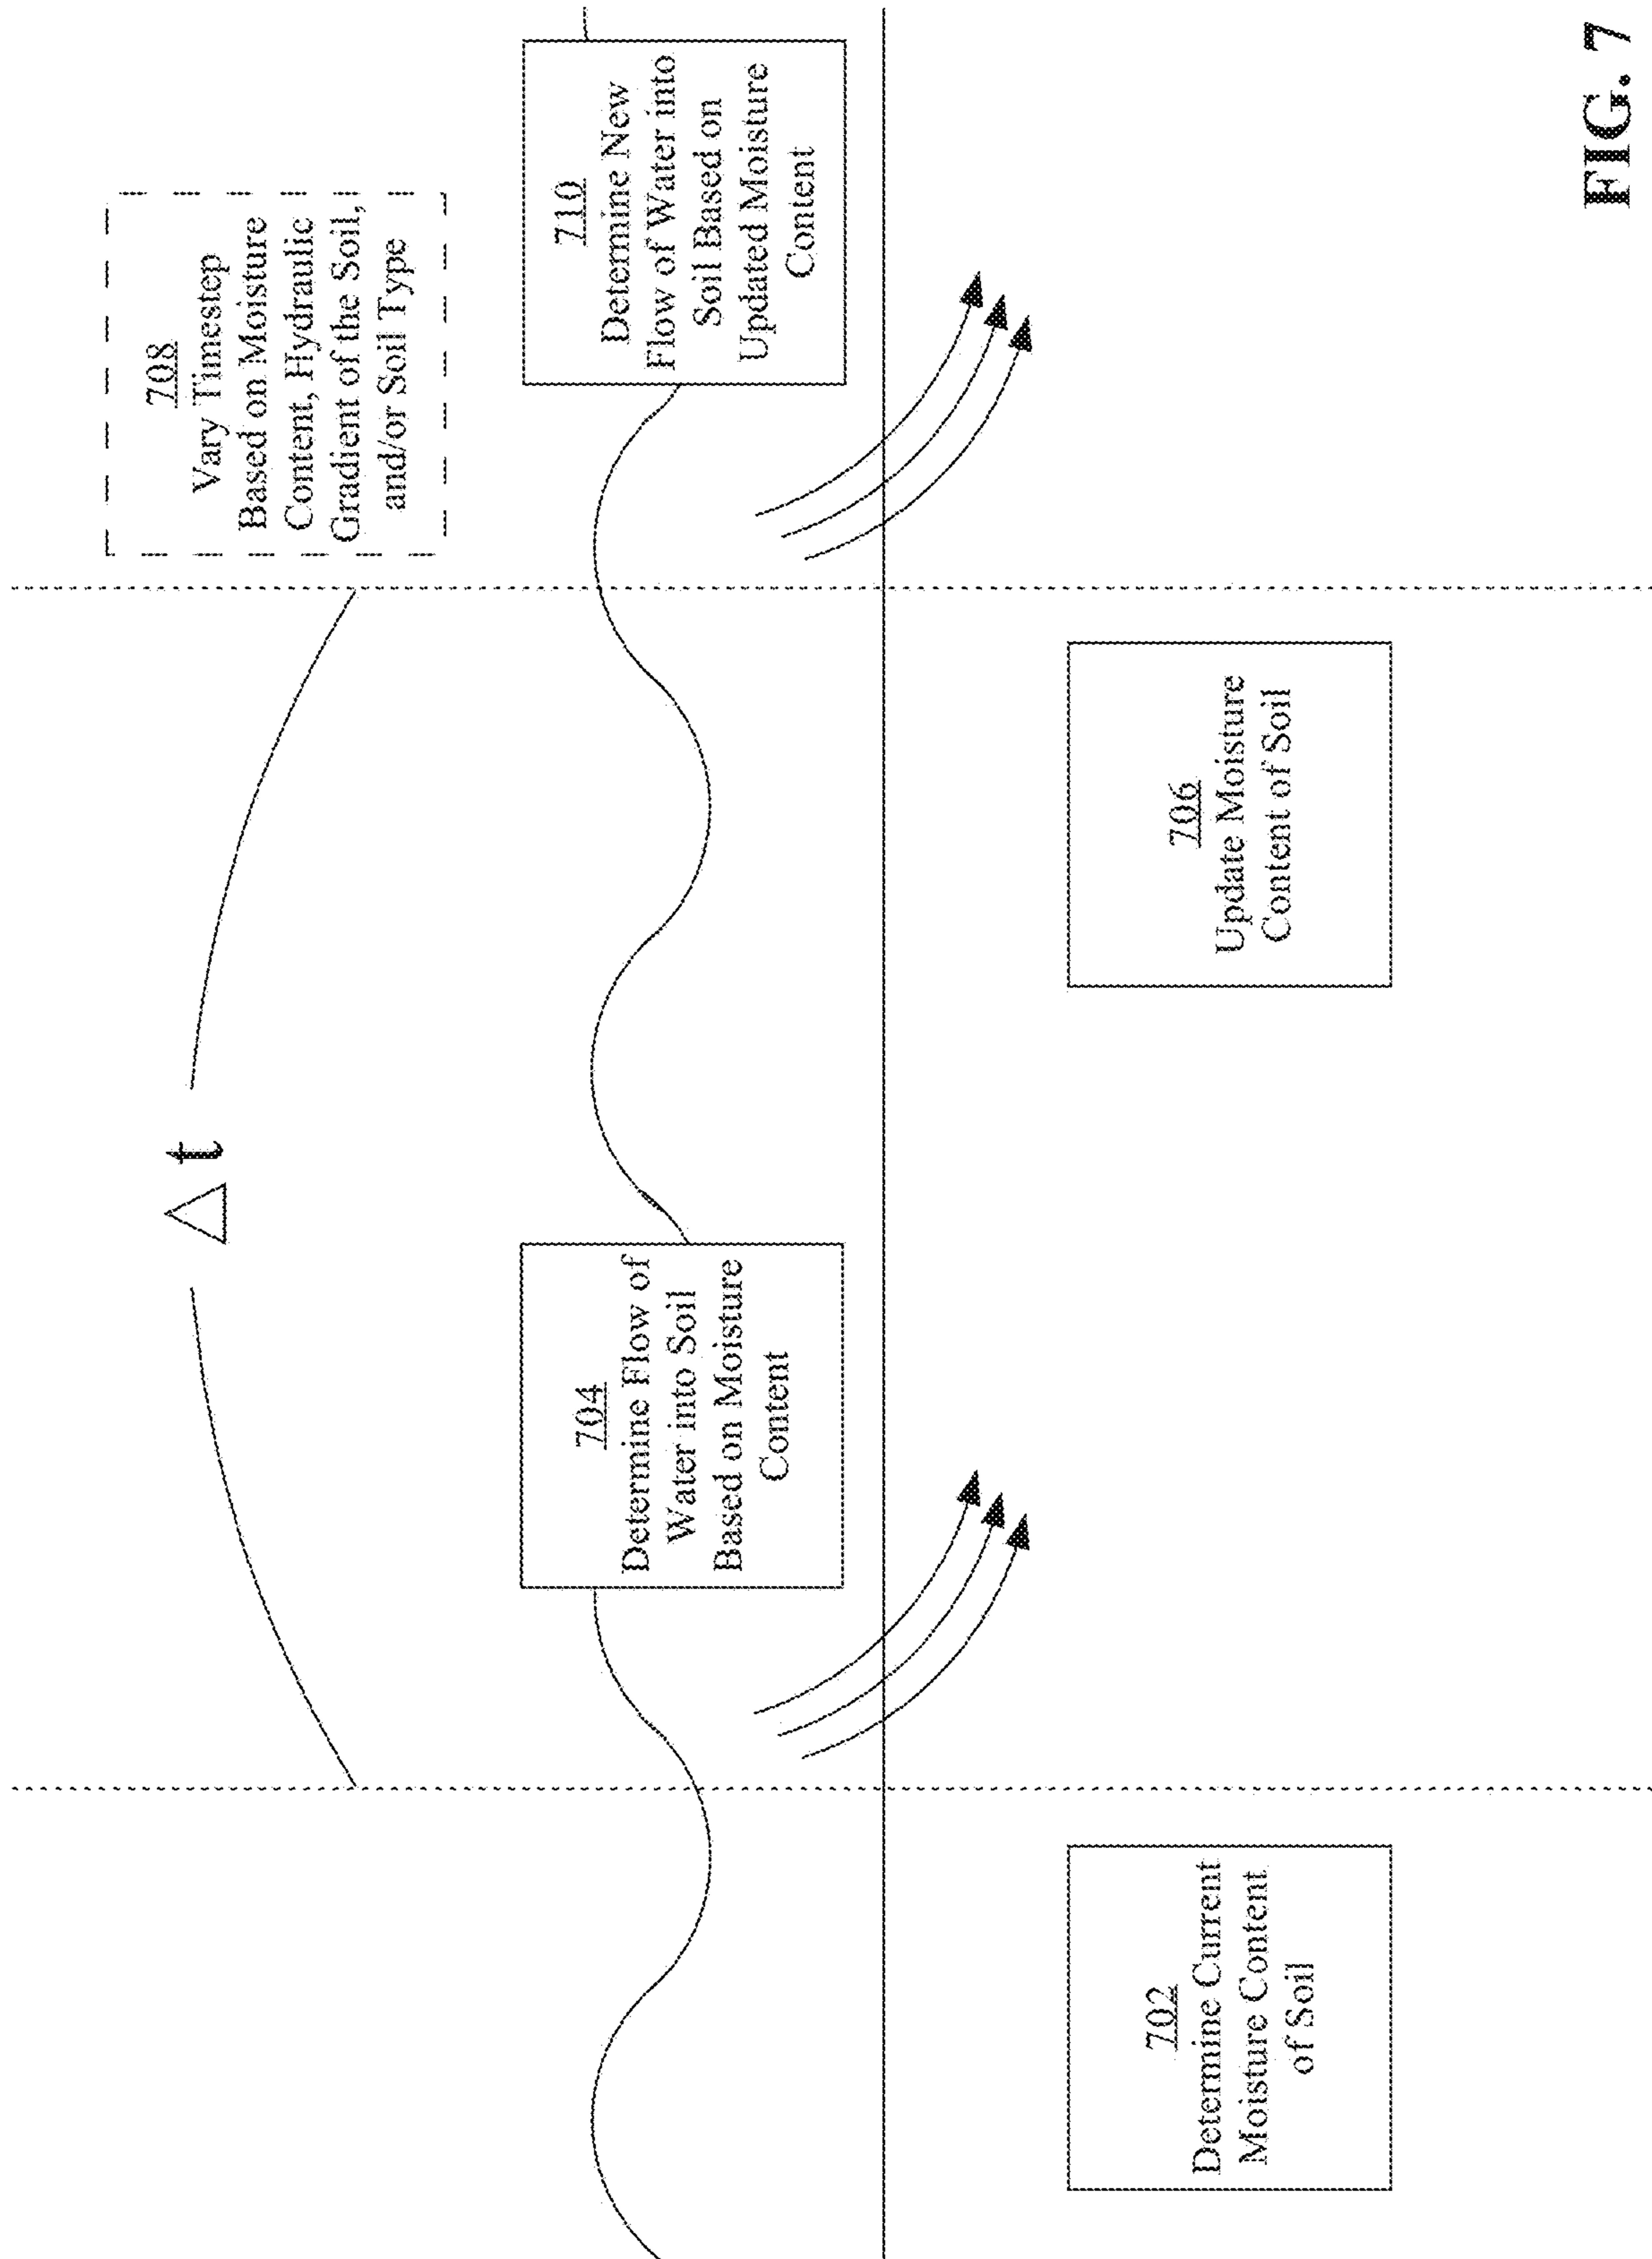 Δ t
708
Vary Timestep
Based on Moisture
Content, Hydraulic
Gradient of the Soil,
and/or Soil Type
704
Determine Flow of
Water into Soil
Based on Moisture
Content
710
Determine New
Flow of Water into
Soil Based on
Updated Moisture
Content
702
Determine Current
Moisture Content
of Soil
706
Update Moisture
Content of Soil
FIG. 7